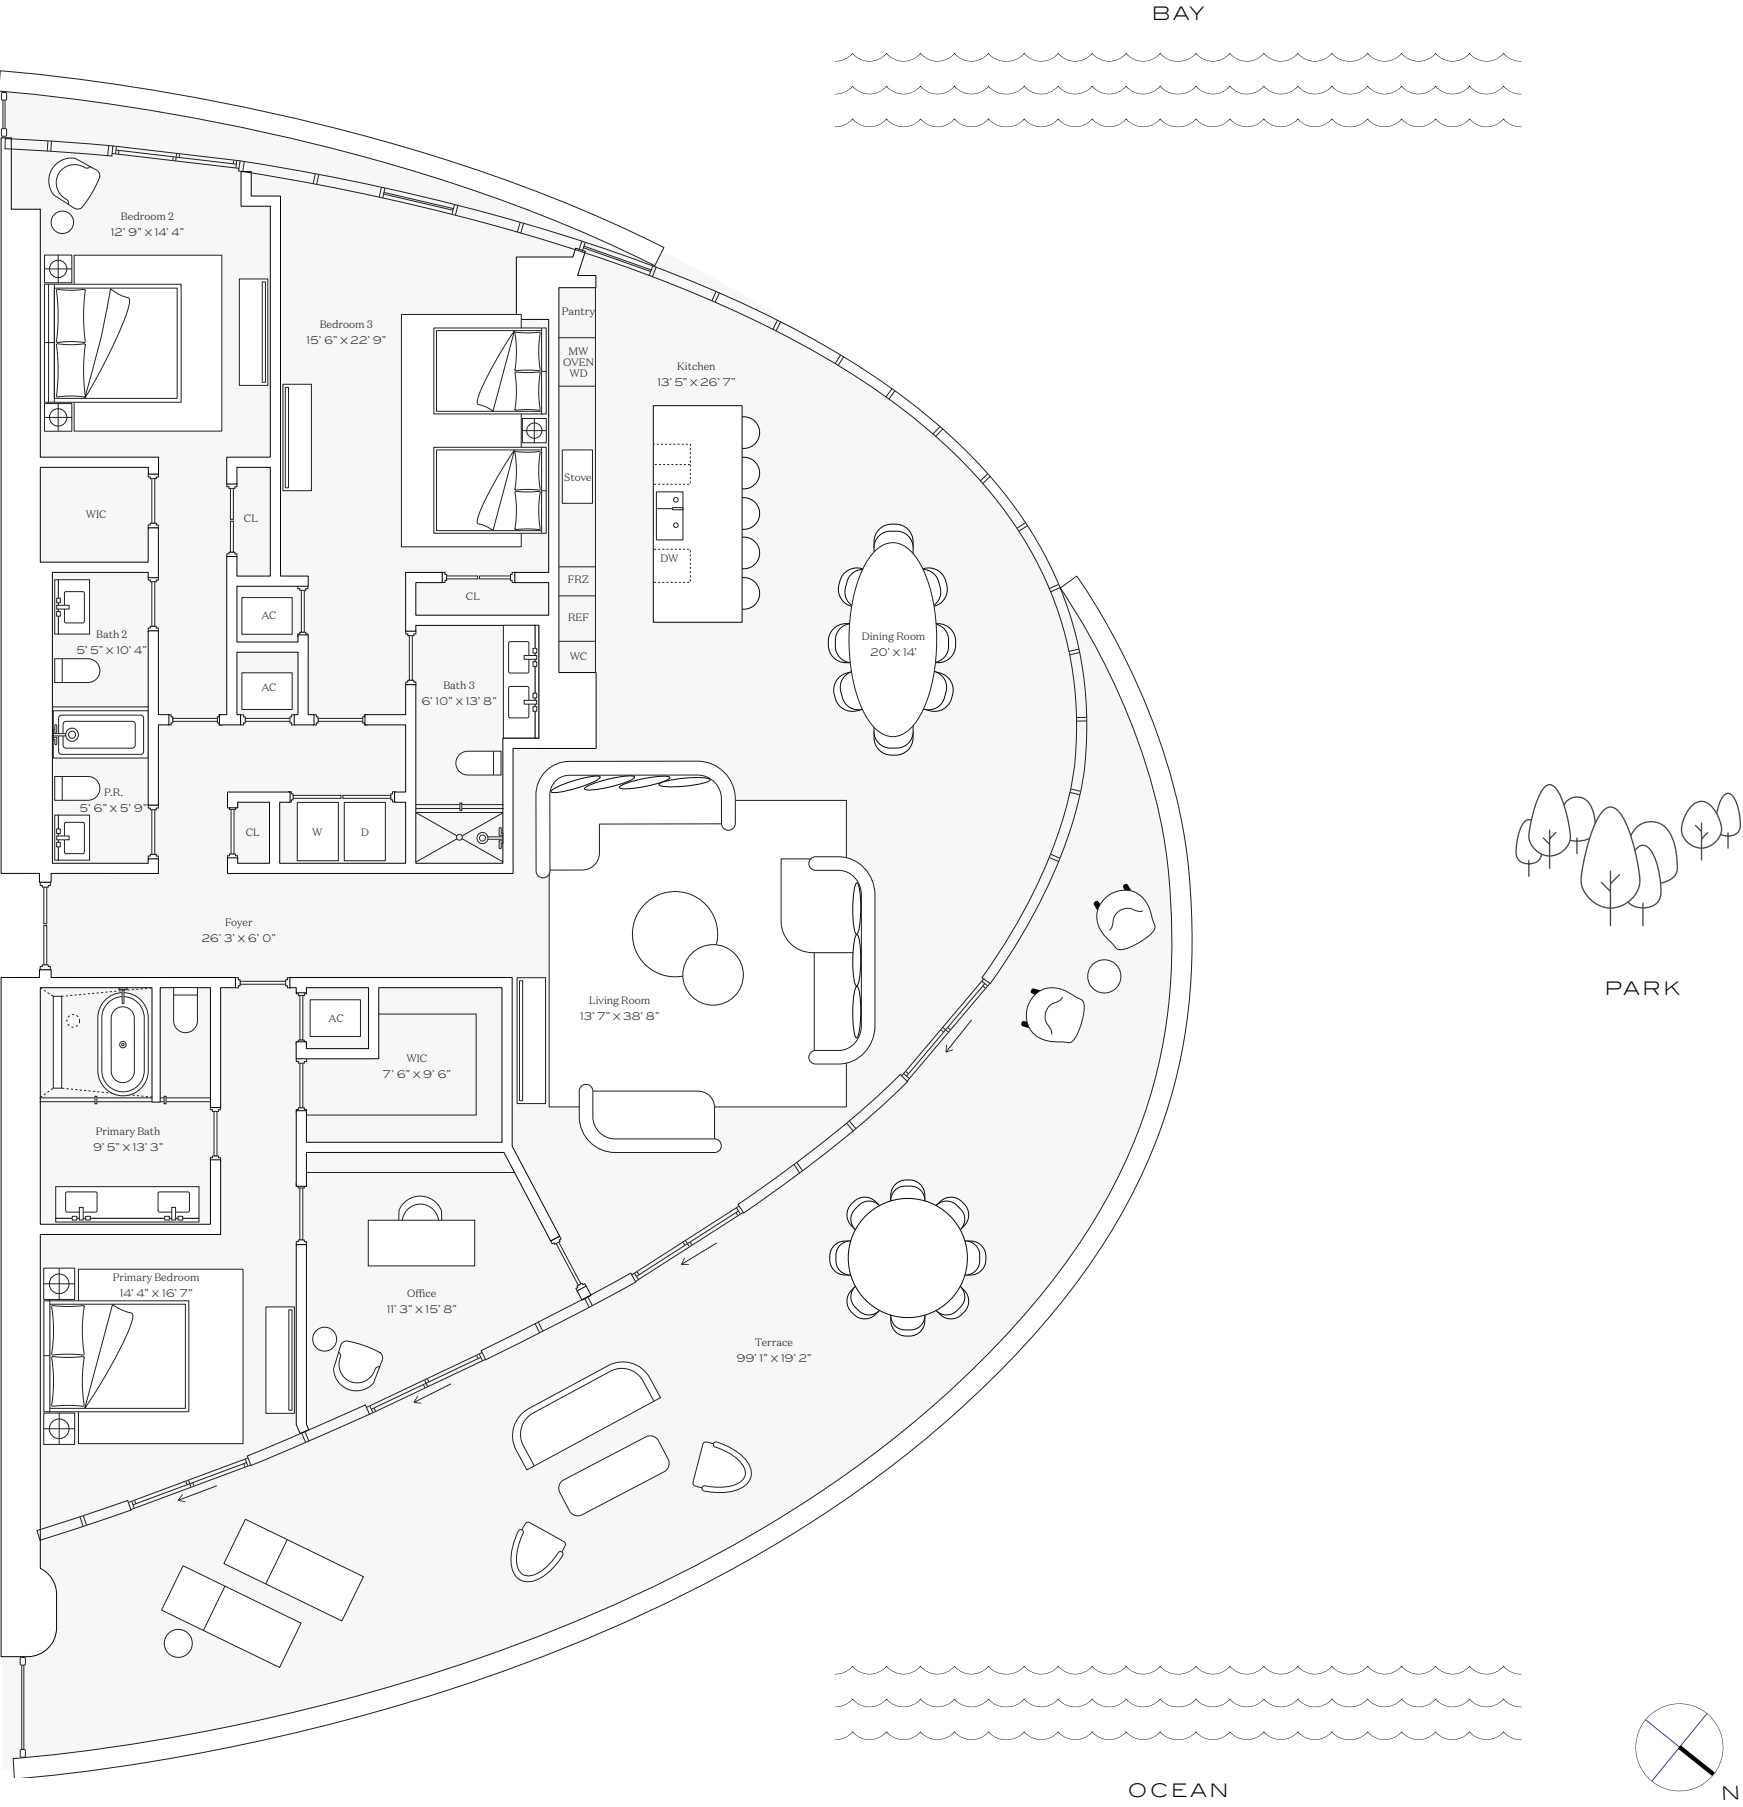 BAY
Bedroom 2
12' 9" x 14' 4"
Bedroom 3
15' 6" x 22' 9"
Pantry
MW
OVEN
WD
Kitchen
13' 5" x 26' 7"
Stove
WIC
CL
DW
FRZ
CL
AC
REF
Bath 2
5' 5" x 10' 4"
Dining Room
20' x 14'
WC
AC
Bath 3
6' 10" x 13' 8"
P.R.
5' 6" x 5' 9"
CL
W
D
Foyer
26' 3' x 6' 0"
PARK
Living Room
13' 7" x 38' 8"
AC
WIC
7' 6" x 9' 6"
Primary Bath
9' 5" x 13' 3"
Primary Bedroom
14' 4" x 16' 7"
Office
11' 3" x 15' 8"
Terrace
99' 1" x 19' 2"
OCEAN
N